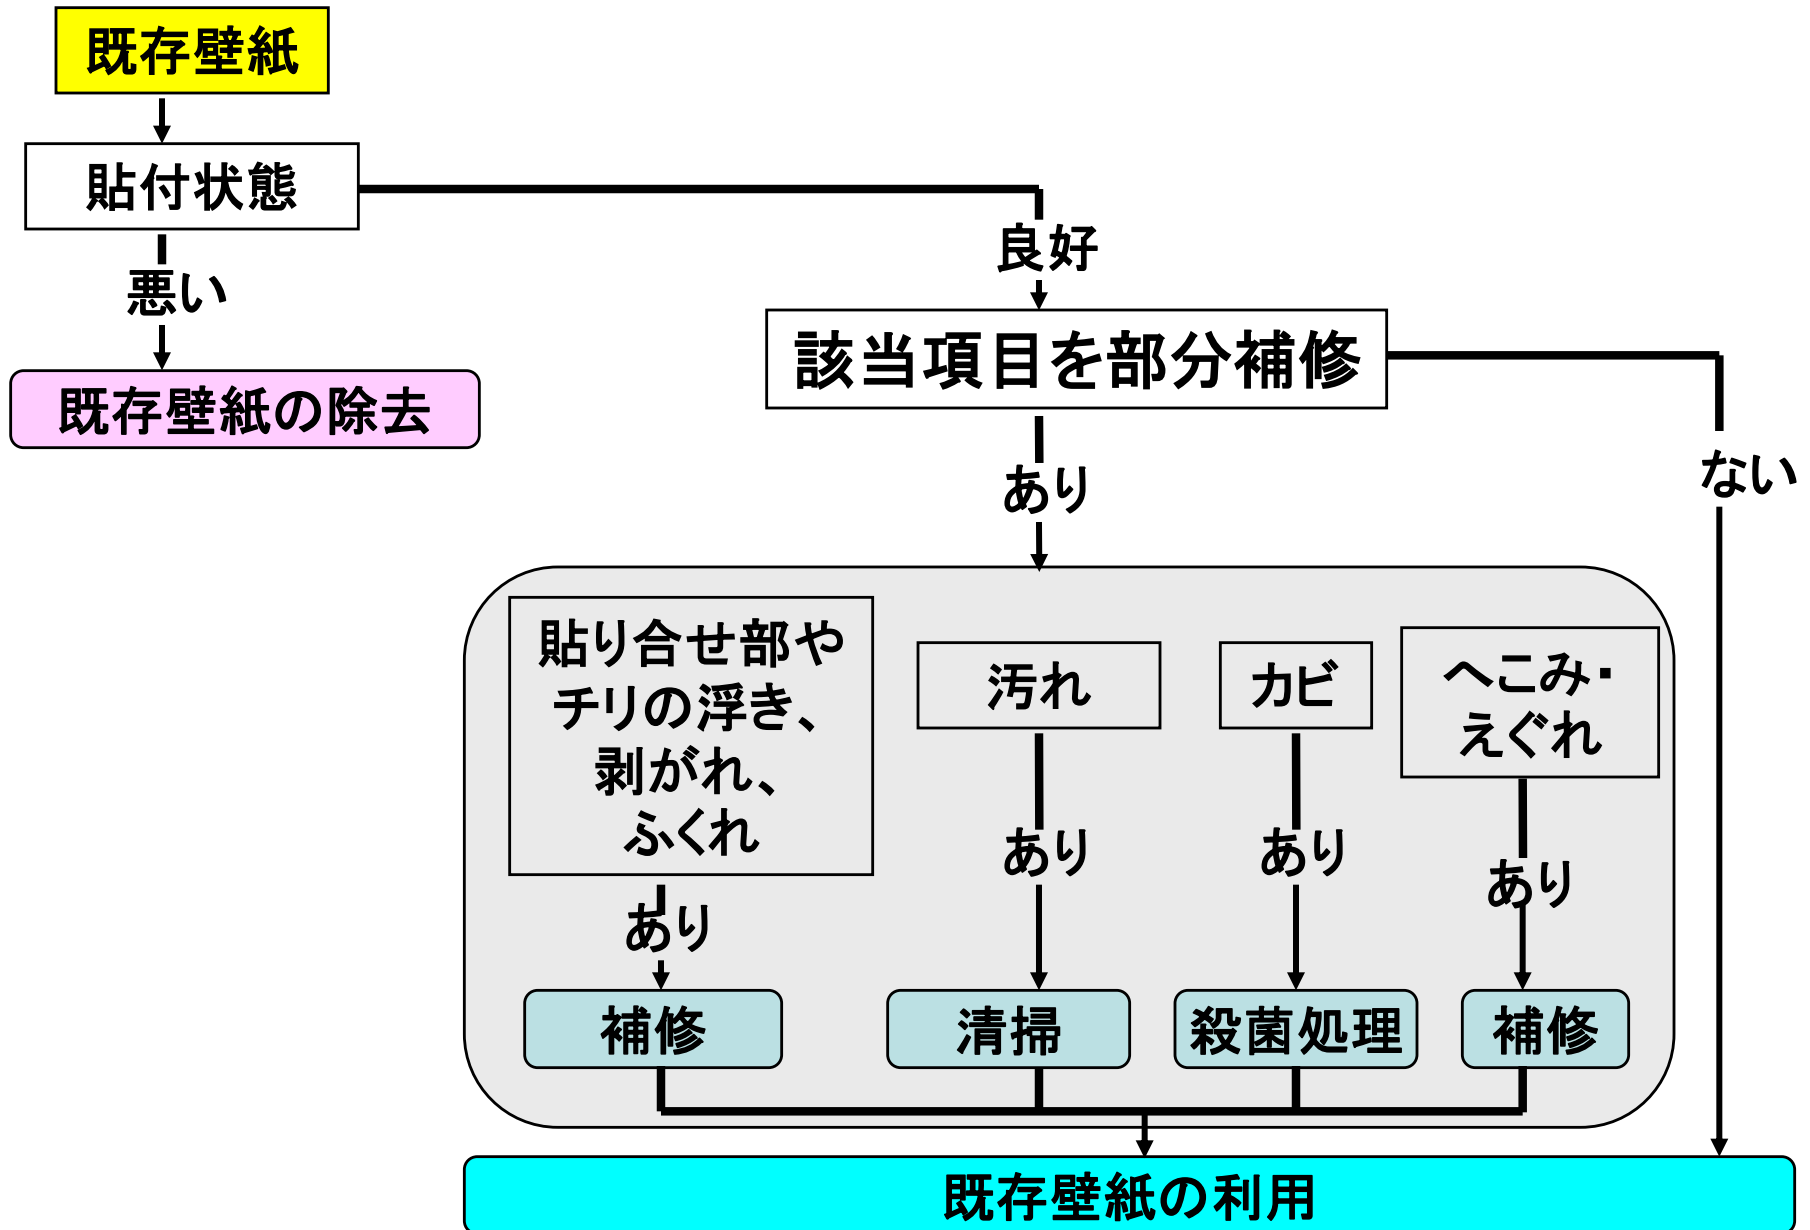 既存壁紙
貼付状態
悪い
既存壁紙の除去
良好
該当項目を部分補修
あり
ない
貼り合せ部や
チリの浮き、
剥がれ、
ふくれ
あり
補修
汚れ
あり
清掃
カビ
あり
殺菌処理
へこみ・
えぐれ
あり
補修
既存壁紙の利用